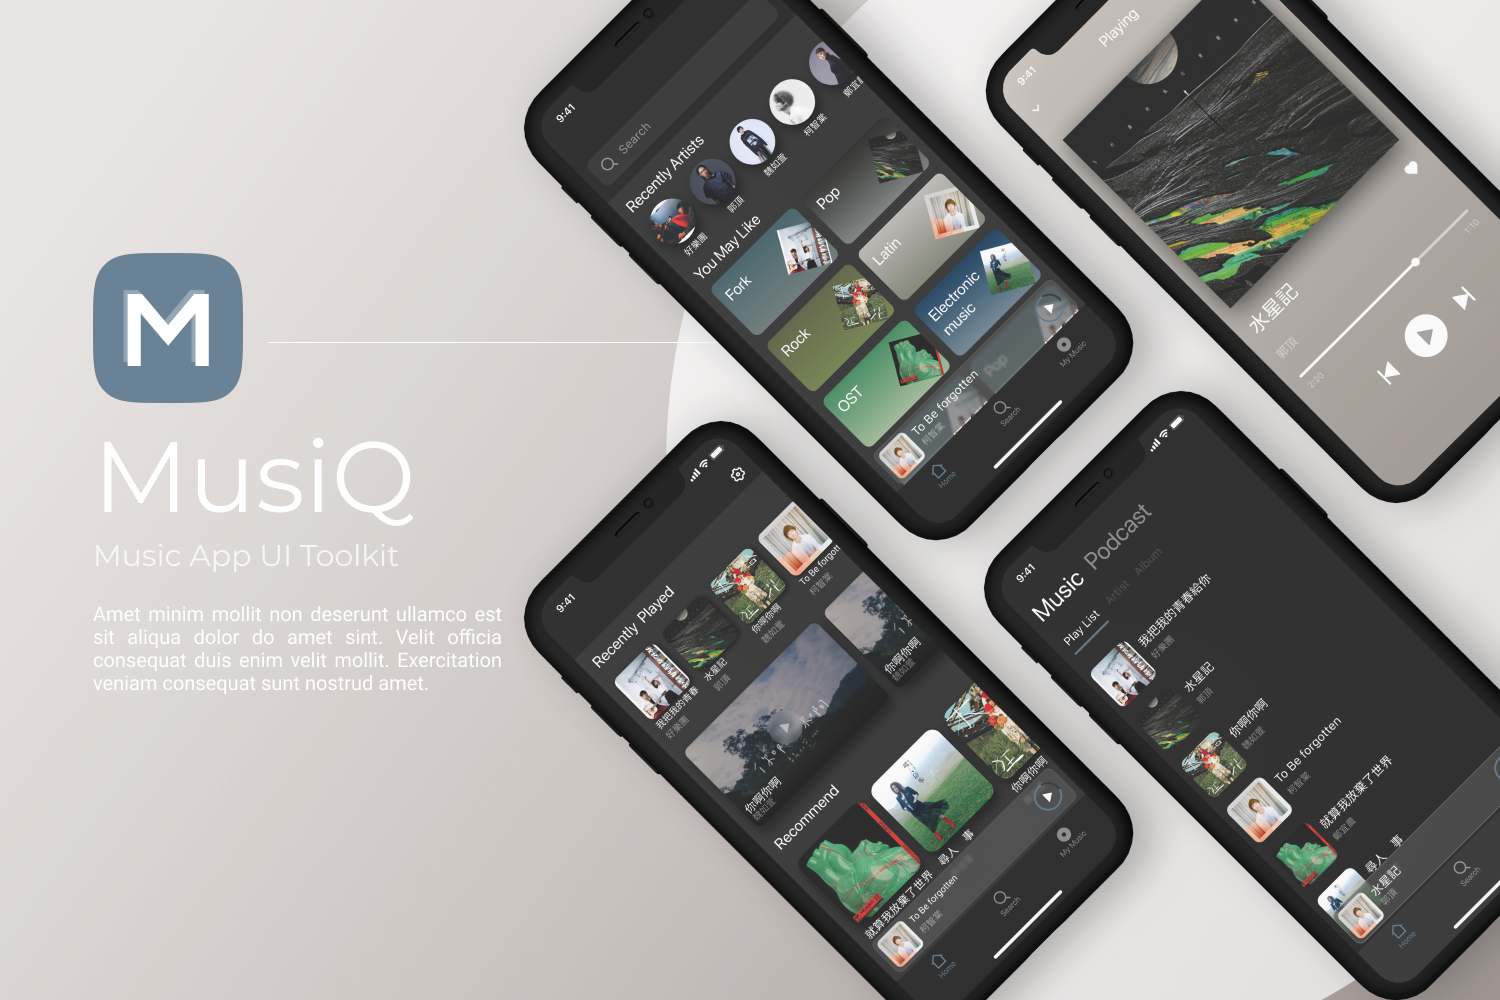 M
MusiQ
Music App UI Toolkit
Amet minim mollit non deserunt ullamco est
sit aliqua dolor do amet sint. Velit officia
consequat duis enim velit mollit. Exercitation
veniam consequat sunt nostrud amet.
9:41
Search
Recently Artists
好樂團
郭頂
魏如萱
柯智棠
You May Like
Fork
Pop
Rock
Latin
OST
Electronic
music
To Be forgotten
柯智棠
Pop
Home
Search
My Music
9:41
Playing
水星記
郭頂
2:20
1:10
9:41
Recently Played
我把我的青春
好樂團
水星記
郭頂
你啊你啊
魏如萱
To Be forgott
柯智棠
你啊你啊
魏如萱
你啊你啊
魏如萱
Recommend
就算我放棄了世界
尋人 事
你啊你啊
To Be forgotten
柯智棠
Home
Search
My Music
9:41
Music Podcast
Play List Artist Album
我把我的青春給你
好樂團
水星記
郭頂
你啊你啊
魏如萱
To Be forgotten
柯智棠
就算我放棄了世界
鄭宜農
尋人 事
水星記
郭頂
Home
Search